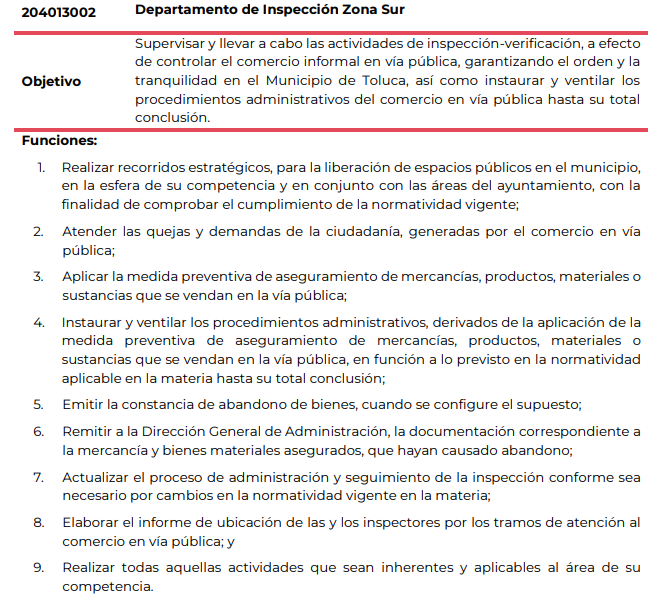 204013002
Departamento de Inspección Zona Sur
Objetivo
Supervisar y llevar a cabo las actividades de inspección-verificación, a efecto
de controlar el comercio informal en vía pública, garantizando el orden y la
tranquilidad en el Municipio de Toluca, así como instaurar y ventilar los
procedimientos administrativos del comercio en vía pública hasta su total
conclusión.
Funciones:
1. Realizar recorridos estratégicos, para la liberación de espacios públicos en el municipio,
en la esfera de su competencia y en conjunto con las áreas del ayuntamiento, con la
finalidad de comprobar el cumplimiento de la normatividad vigente;
2. Atender las quejas y demandas de la ciudadanía, generadas por el comercio en vía
pública;
3. Aplicar la medida preventiva de aseguramiento de mercancías, productos, materiales o
sustancias que se vendan en la vía pública;
4. Instaurar y ventilar los procedimientos administrativos, derivados de la aplicación de la
medida preventiva de aseguramiento de mercancías, productos, materiales o
sustancias que se vendan en la vía pública, en función a lo previsto en la normatividad
aplicable en la materia hasta su total conclusión;
5. Emitir la constancia de abandono de bienes, cuando se configure el supuesto;
6. Remitir a la Dirección General de Administración, la documentación correspondiente a
la mercancía y bienes materiales asegurados, que hayan causado abandono;
7. Actualizar el proceso de administración y seguimiento de la inspección conforme sea
necesario por cambios en la normatividad vigente en la materia;
8. Elaborar el informe de ubicación de las y los inspectores por los tramos de atención al
comercio en vía pública; y
9. Realizar todas aquellas actividades que sean inherentes y aplicables al área de su
competencia.